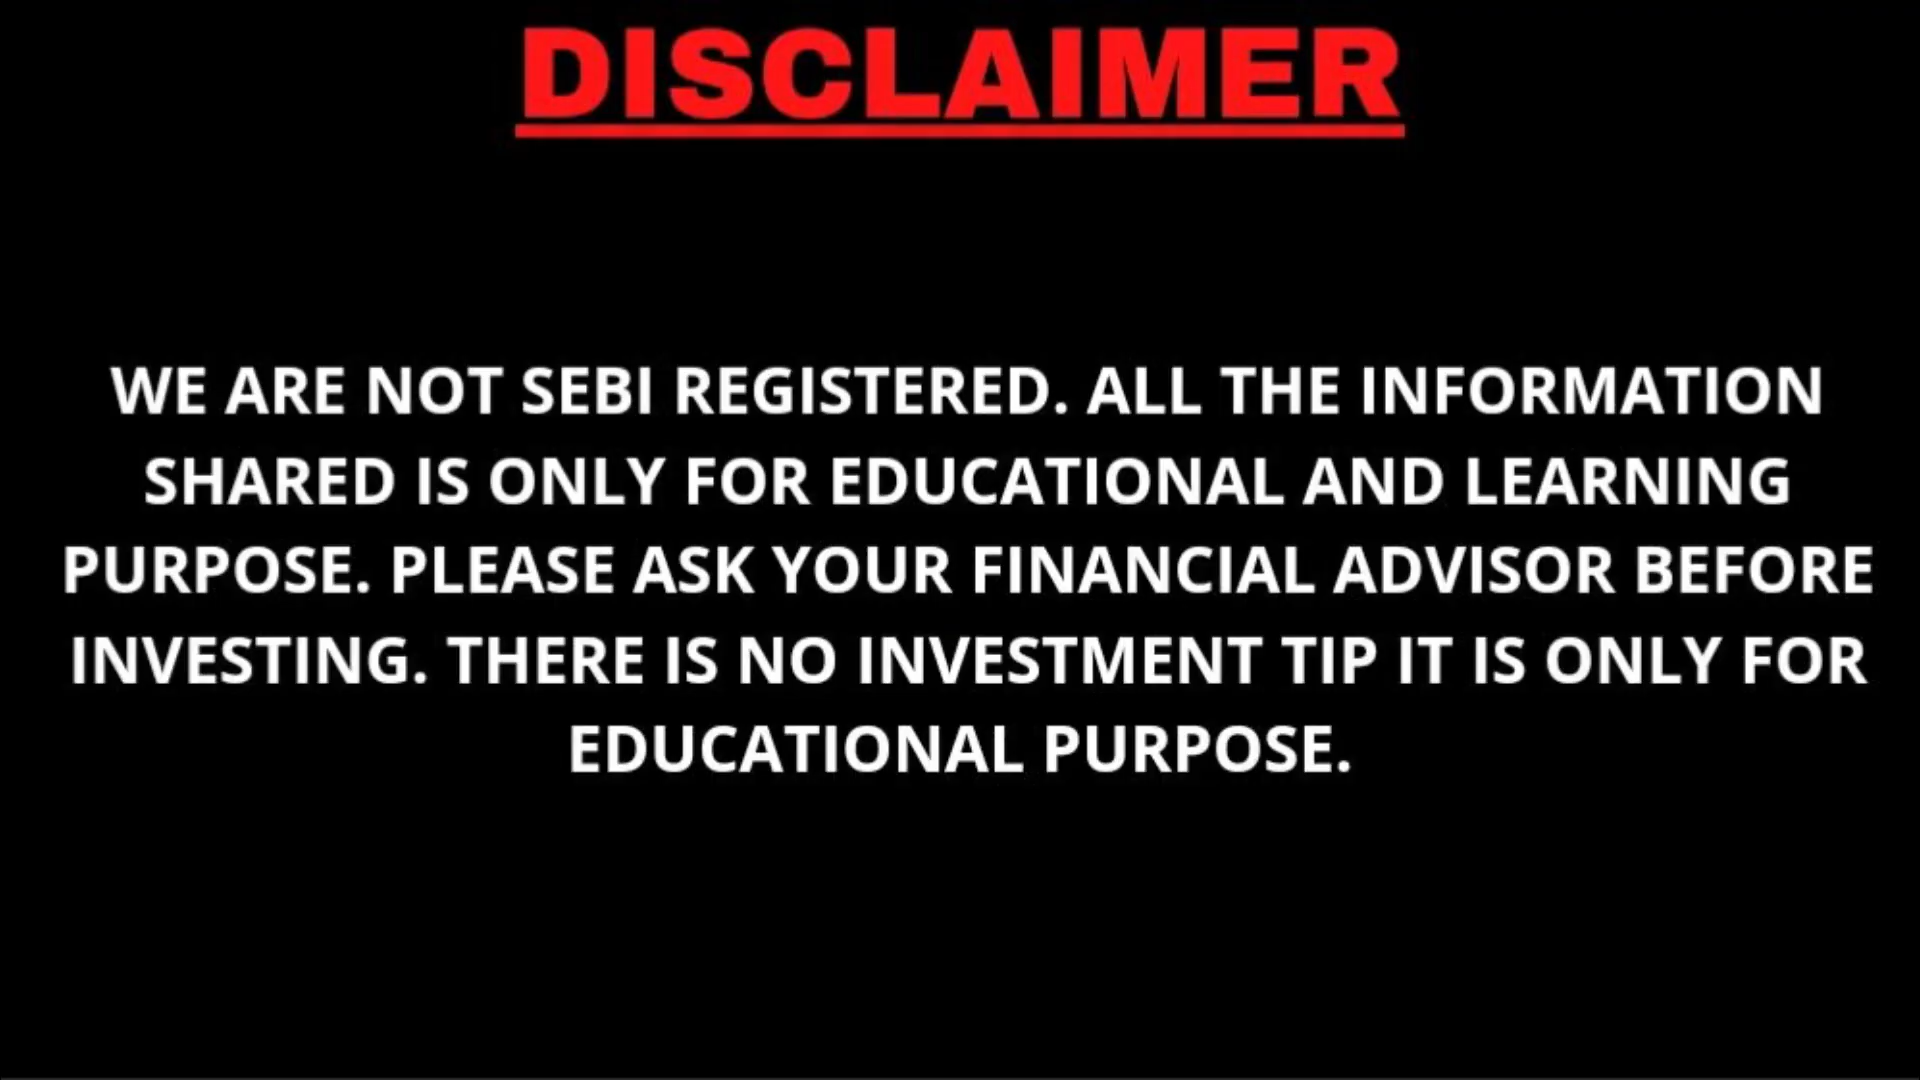 DISCLAIMER
WE ARE NOT SEBI REGISTERED. ALL THE INFORMATION
SHARED IS ONLY FOR EDUCATIONAL AND LEARNING
PURPOSE. PLEASE ASK YOUR FINANCIAL ADVISOR BEFORE
INVESTING. THERE IS NO INVESTMENT TIP IT IS ONLY FOR
EDUCATIONAL PURPOSE.